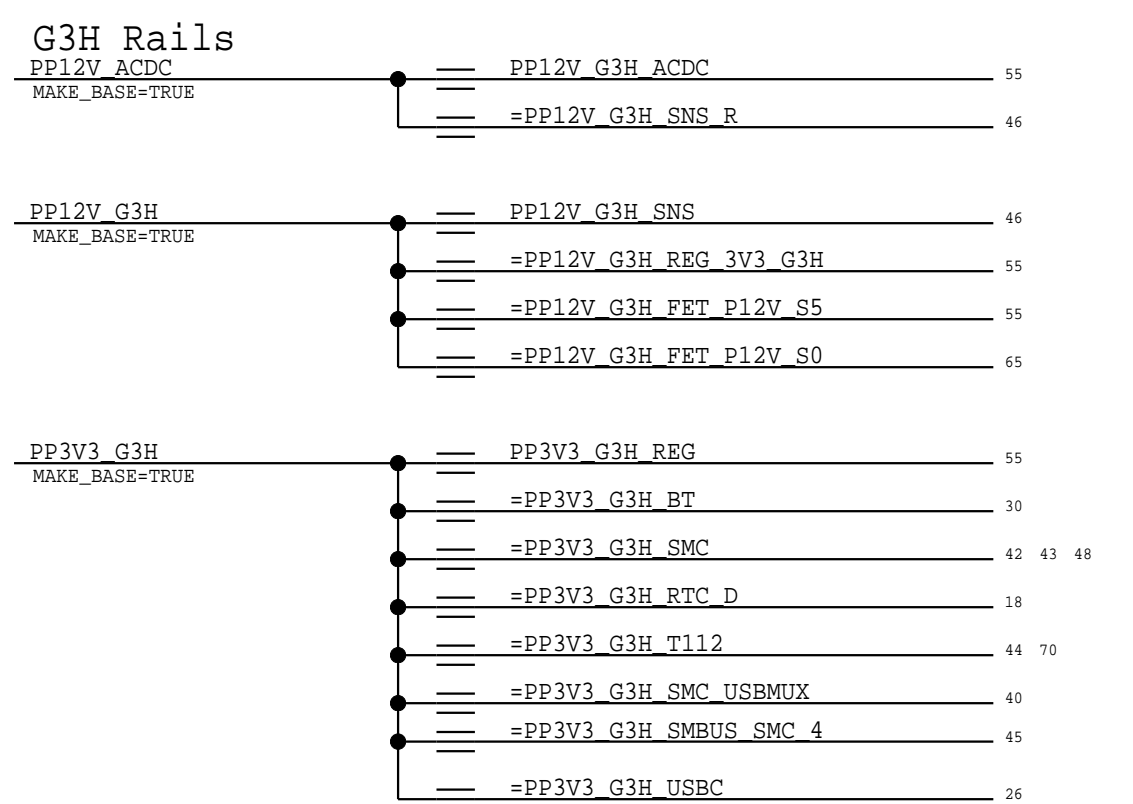 G3H Rails
PP12V_ACDC PP12V_G3H_ACDC 55
MAKE_BASE=TRUE
=PP12V_G3H_SNS_R 46
PP12V_G3H PP12V_G3H_SNS 46
MAKE_BASE=TRUE
=PP12V_G3H_REG_3V3_G3H 55
=PP12V_G3H_FET_P12V_S5 55
=PP12V_G3H_FET_P12V_S0 65
PP3V3_G3H PP3V3_G3H_REG 55
MAKE_BASE=TRUE
=PP3V3_G3H_BT 30
=PP3V3_G3H_SMC 42 43 48
=PP3V3_G3H_RTC_D 18
=PP3V3_G3H_T112 44 70
=PP3V3_G3H_SMC_USBMUX 40
=PP3V3_G3H_SMBUS_SMC_4 45
=PP3V3_G3H_USBC 26